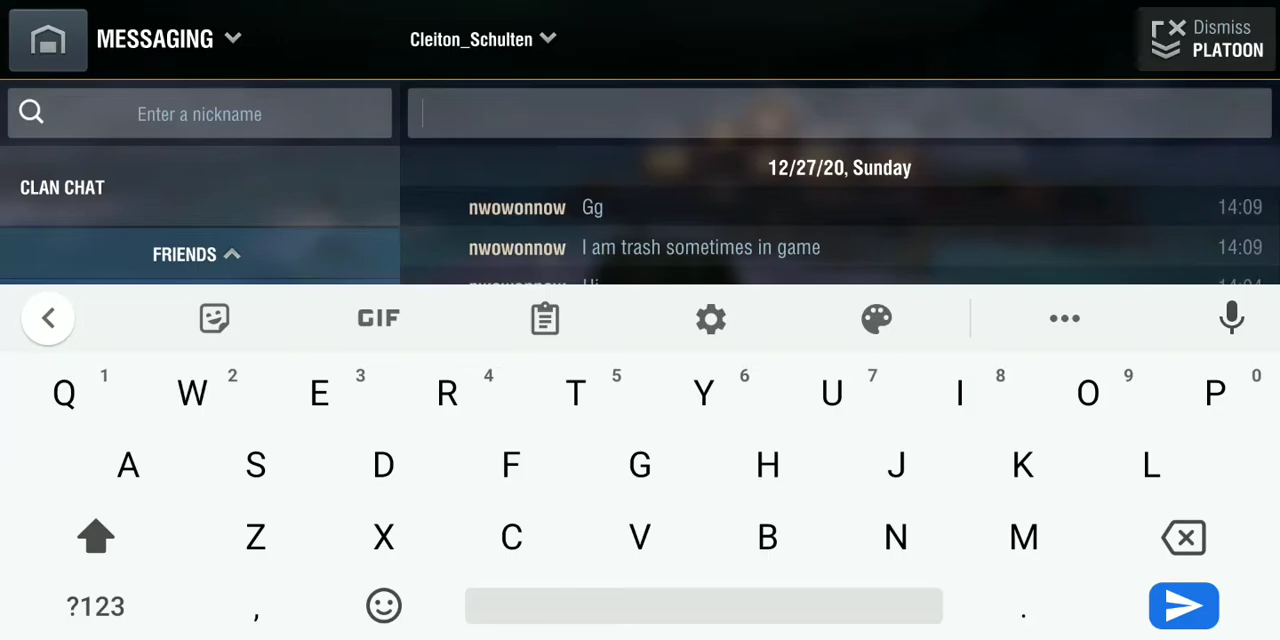 MESSAGING
Cleiton_Schulten
Dismiss
PLATOON
Enter a nickname
CLAN CHAT
FRIENDS
12/27/20, Sunday
nwowonnow Gg 14:09
nwowonnow I am trash sometimes in game 14:09
GIF
Q 1 W 2 E 3 R 4 T 5 Y 6 U 7 I 8 O 9 P 0
A S D F G H J K L
Z X C V B N M
?123 , .